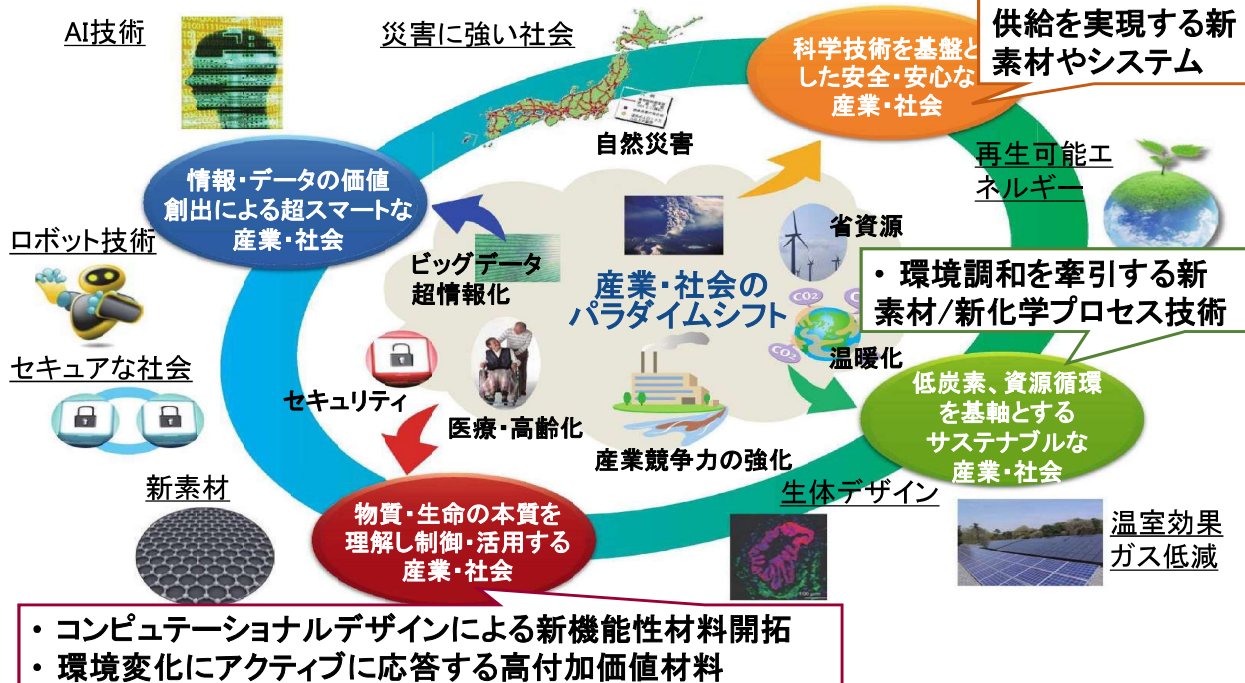 AI技術
災害に強い社会
供給を実現する新
素材やシステム
科学技術を基盤と
した安全・安心な
産業・社会
自然災害
再生可能エ
ネルギー
情報・データの価値
創出による超スマートな
産業・社会
ロボット技術
ビッグデータ
超情報化
省資源
産業・社会の
パラダイムシフト
CO2
CO2
温暖化
・ 環境調和を牽引する新
素材/新化学プロセス技術
セキュアな社会
セキュリティ
医療・高齢化
産業競争力の強化
低炭素、資源循環
を基軸とする
サステナブルな
産業・社会
新素材
物質・生命の本質を
理解し制御・活用する
産業・社会
生体デザイン
100 μm
温室効果
ガス低減
・ コンピュテーショナルデザインによる新機能性材料開拓
・ 環境変化にアクティブに応答する高付加価値材料